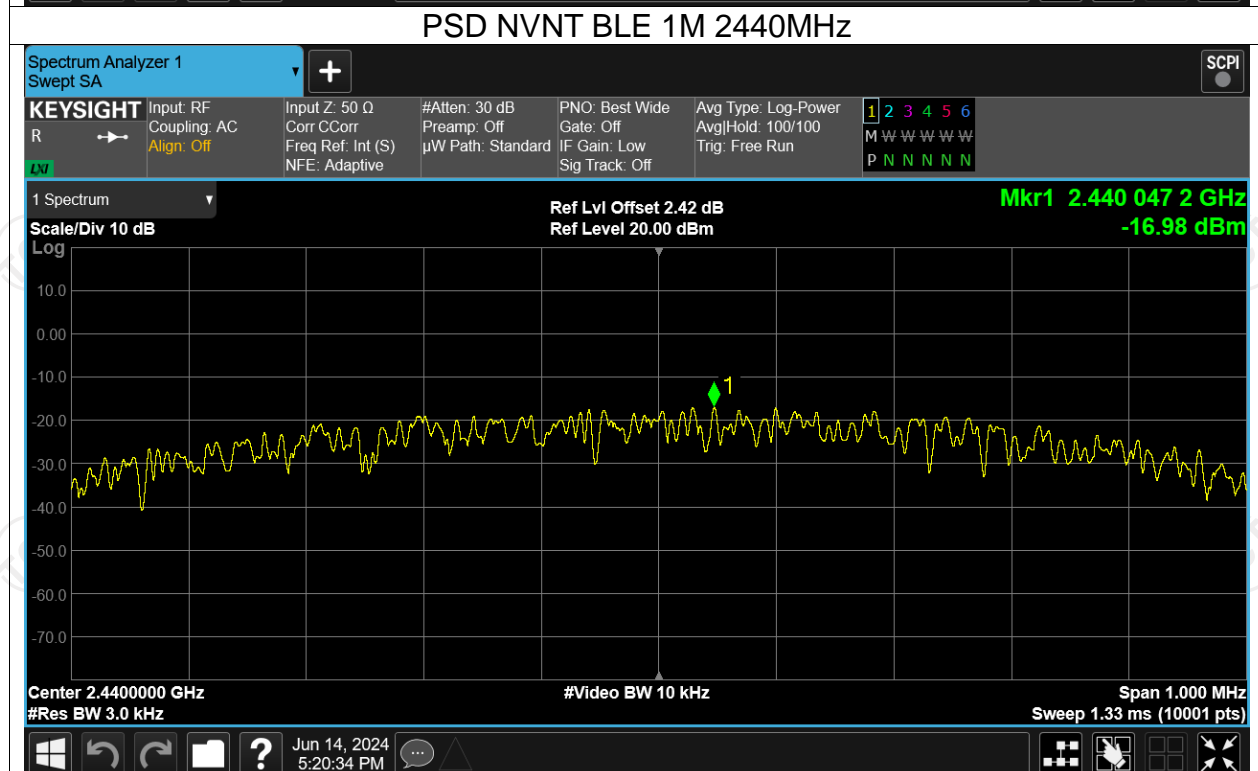 PSD NVNT BLE 1M 2440MHz
Spectrum Analyzer 1
Swept SA
SCPI
KEYSIGHT
R
LXI
Input: RF
Coupling: AC
Align: Off
Input Z: 50 Ω
Corr CCorr
Freq Ref: Int (S)
NFE: Adaptive
#Atten: 30 dB
Preamp: Off
µW Path: Standard
PNO: Best Wide
Gate: Off
IF Gain: Low
Sig Track: Off
Avg Type: Log-Power
Avg|Hold: 100/100
Trig: Free Run
1 2 3 4 5 6
M W W W W W
P N N N N N
1 Spectrum
Scale/Div 10 dB
Ref Lvl Offset 2.42 dB
Ref Level 20.00 dBm
Mkr1 2.440 047 2 GHz
-16.98 dBm
Log
10.0
0.00
-10.0
-20.0
-30.0
-40.0
-50.0
-60.0
-70.0
1
Center 2.4400000 GHz
#Res BW 3.0 kHz
#Video BW 10 kHz
Span 1.000 MHz
Sweep 1.33 ms (10001 pts)
?
Jun 14, 2024
5:20:34 PM